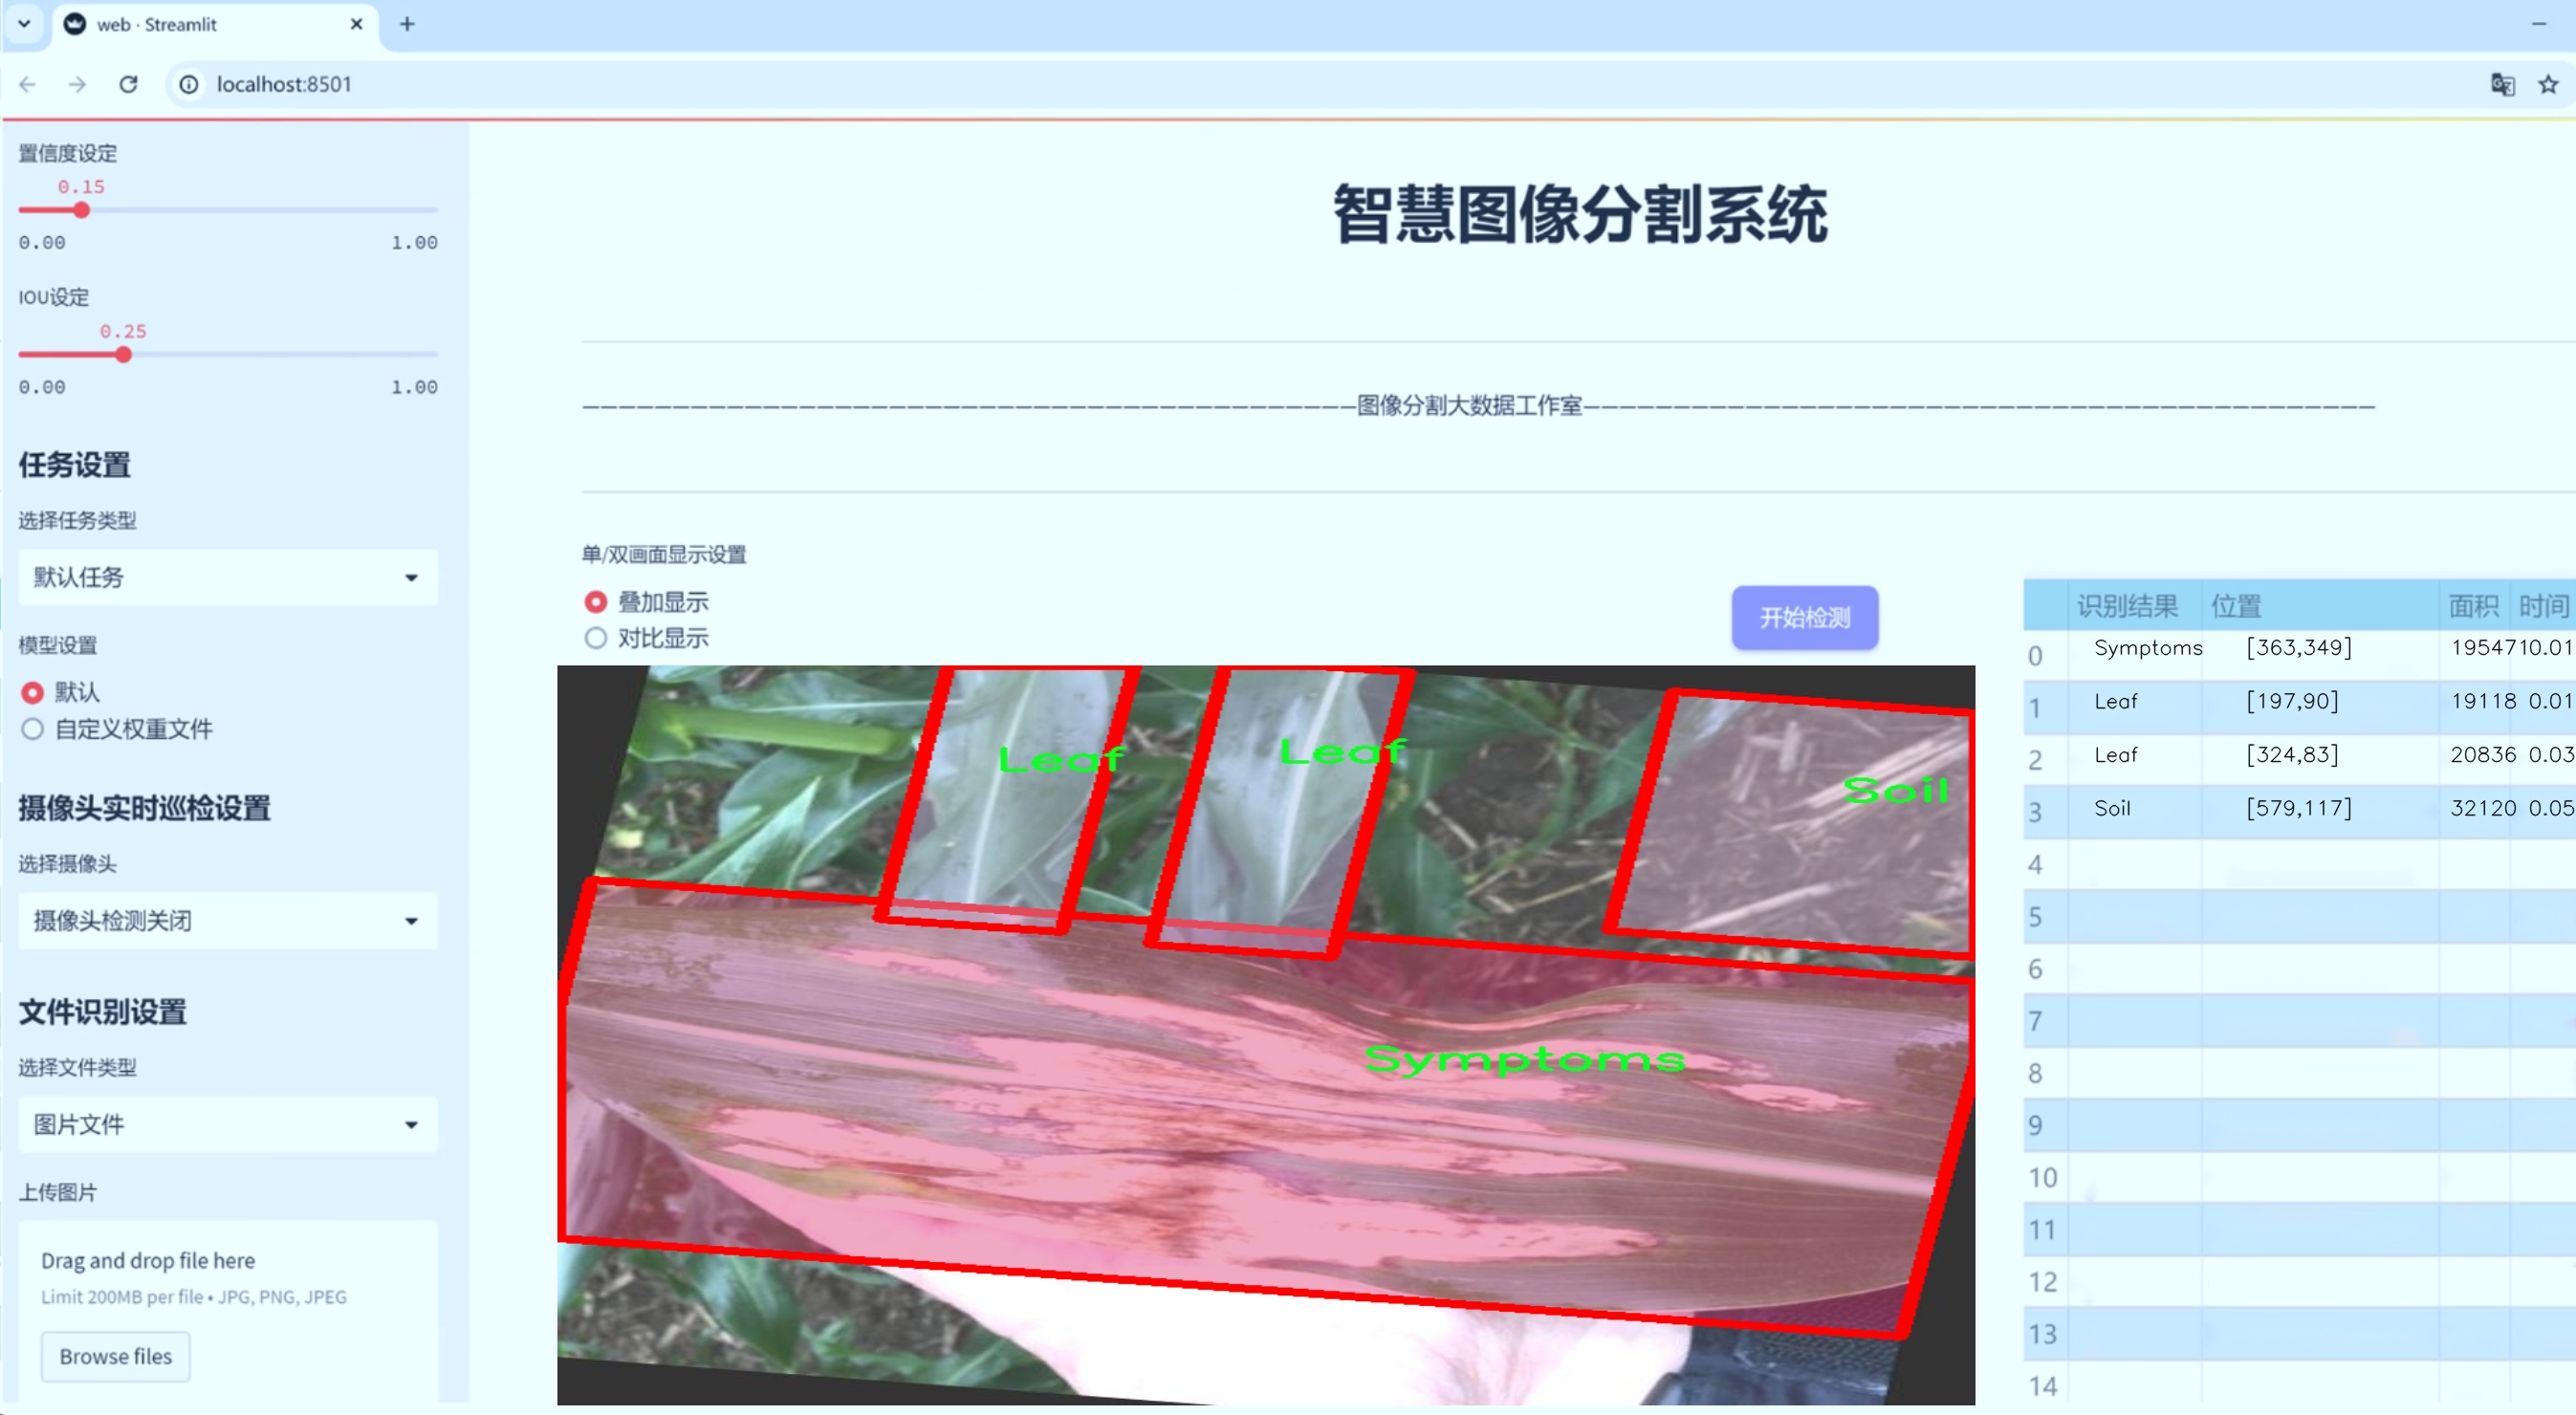 web · Streamlit
localhost:8501
置信度设定
0.15
0.00 1.00
IOU设定
0.25
0.00 1.00
任务设置
选择任务类型
默认任务
模型设置
默认
自定义权重文件
摄像头实时巡检设置
选择摄像头
摄像头检测关闭
文件识别设置
选择文件类型
图片文件
上传图片
Drag and drop file here
Limit 200MB per file • JPG, PNG, JPEG
Browse files
智慧图像分割系统
———————————————————————————————————————————图像分割大数据工作室————————————————————————————————————————————
单/双画面显示设置
叠加显示
对比显示
开始检测
Leaf
Leaf
Soil
Symptoms
识别结果 位置 面积 时间
0 Symptoms [363,349] 195471 0.01
1 Leaf [197,90] 19118 0.01
2 Leaf [324,83] 20836 0.03
3 Soil [579,117] 32120 0.05
4
5
6
7
8
9
10
11
12
13
14